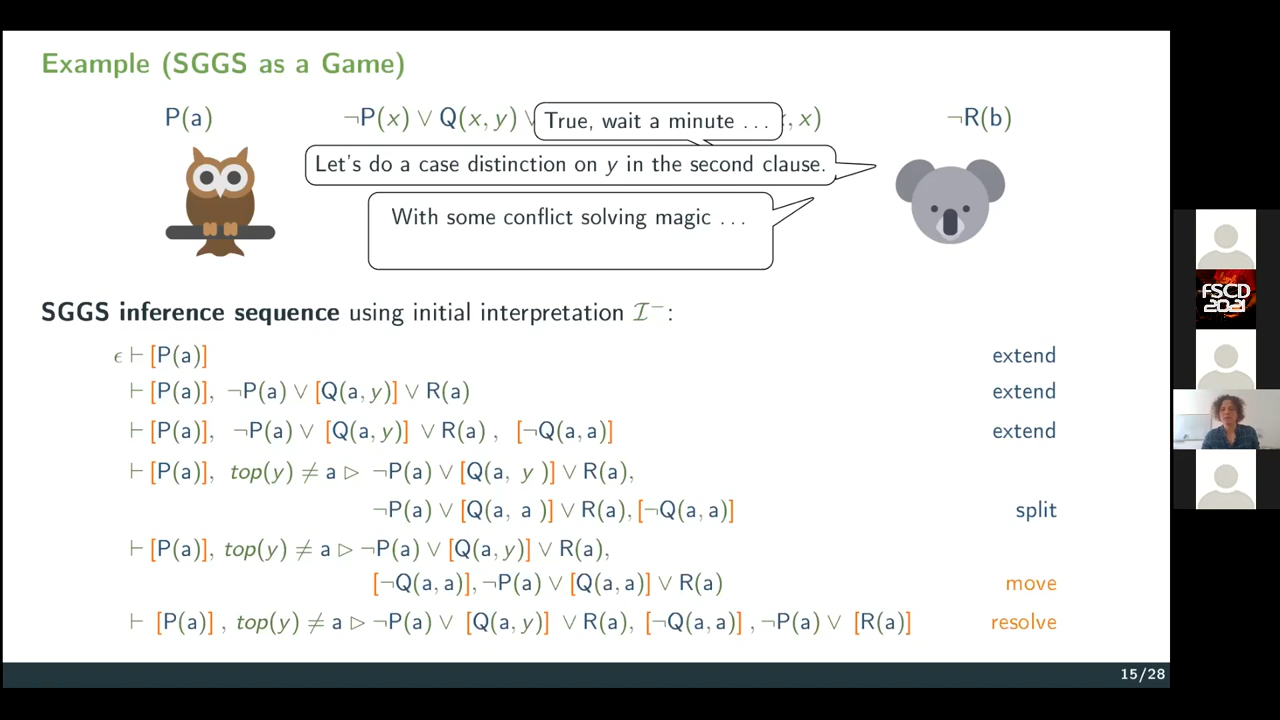 Example (SGGS as a Game)
P(a) ¬P(x) ∨ Q(x, y) ∨ , x) ¬R(b)
True, wait a minute . . .
Let's do a case distinction on y in the second clause.
With some conflict solving magic . . .
SGGS inference sequence using initial interpretation I⁻:
ϵ ⊢ [P(a)] extend
⊢ [P(a)], ¬P(a) ∨ [Q(a, y)] ∨ R(a) extend
⊢ [P(a)], ¬P(a) ∨ [Q(a, y)] ∨ R(a) , [¬Q(a, a)] extend
⊢ [P(a)], top(y) ≠ a ▷ ¬P(a) ∨ [Q(a, y )] ∨ R(a),
¬P(a) ∨ [Q(a, a )] ∨ R(a), [¬Q(a, a)] split
⊢ [P(a)], top(y) ≠ a ▷ ¬P(a) ∨ [Q(a, y)] ∨ R(a),
[¬Q(a, a)], ¬P(a) ∨ [Q(a, a)] ∨ R(a) move
⊢ [P(a)] , top(y) ≠ a ▷ ¬P(a) ∨ [Q(a, y)] ∨ R(a), [¬Q(a, a)] , ¬P(a) ∨ [R(a)] resolve
15/28
FSCD
2021